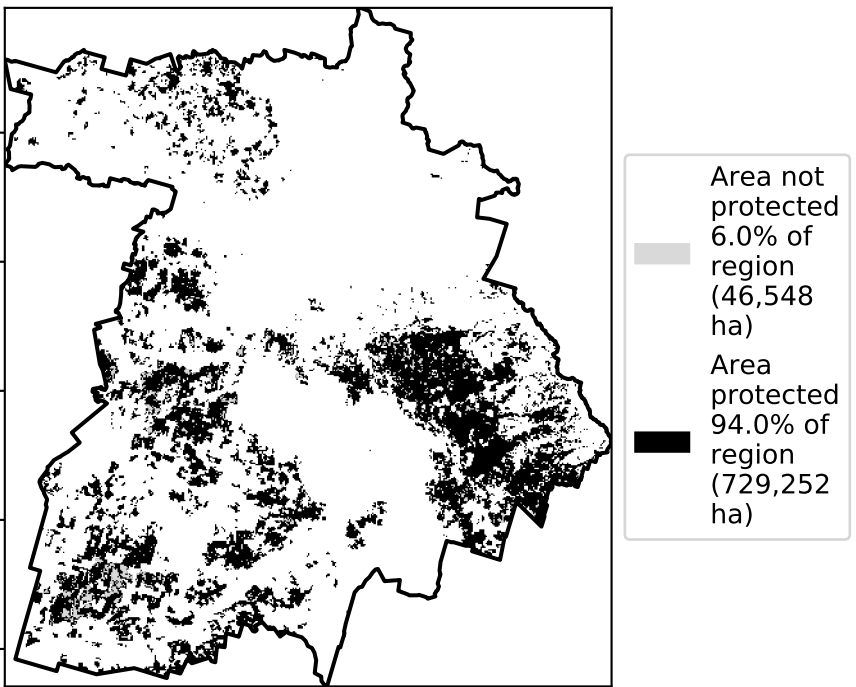 Area not
protected
6.0% of
region
(46,548
ha)
Area
protected
94.0% of
region
(729,252
ha)